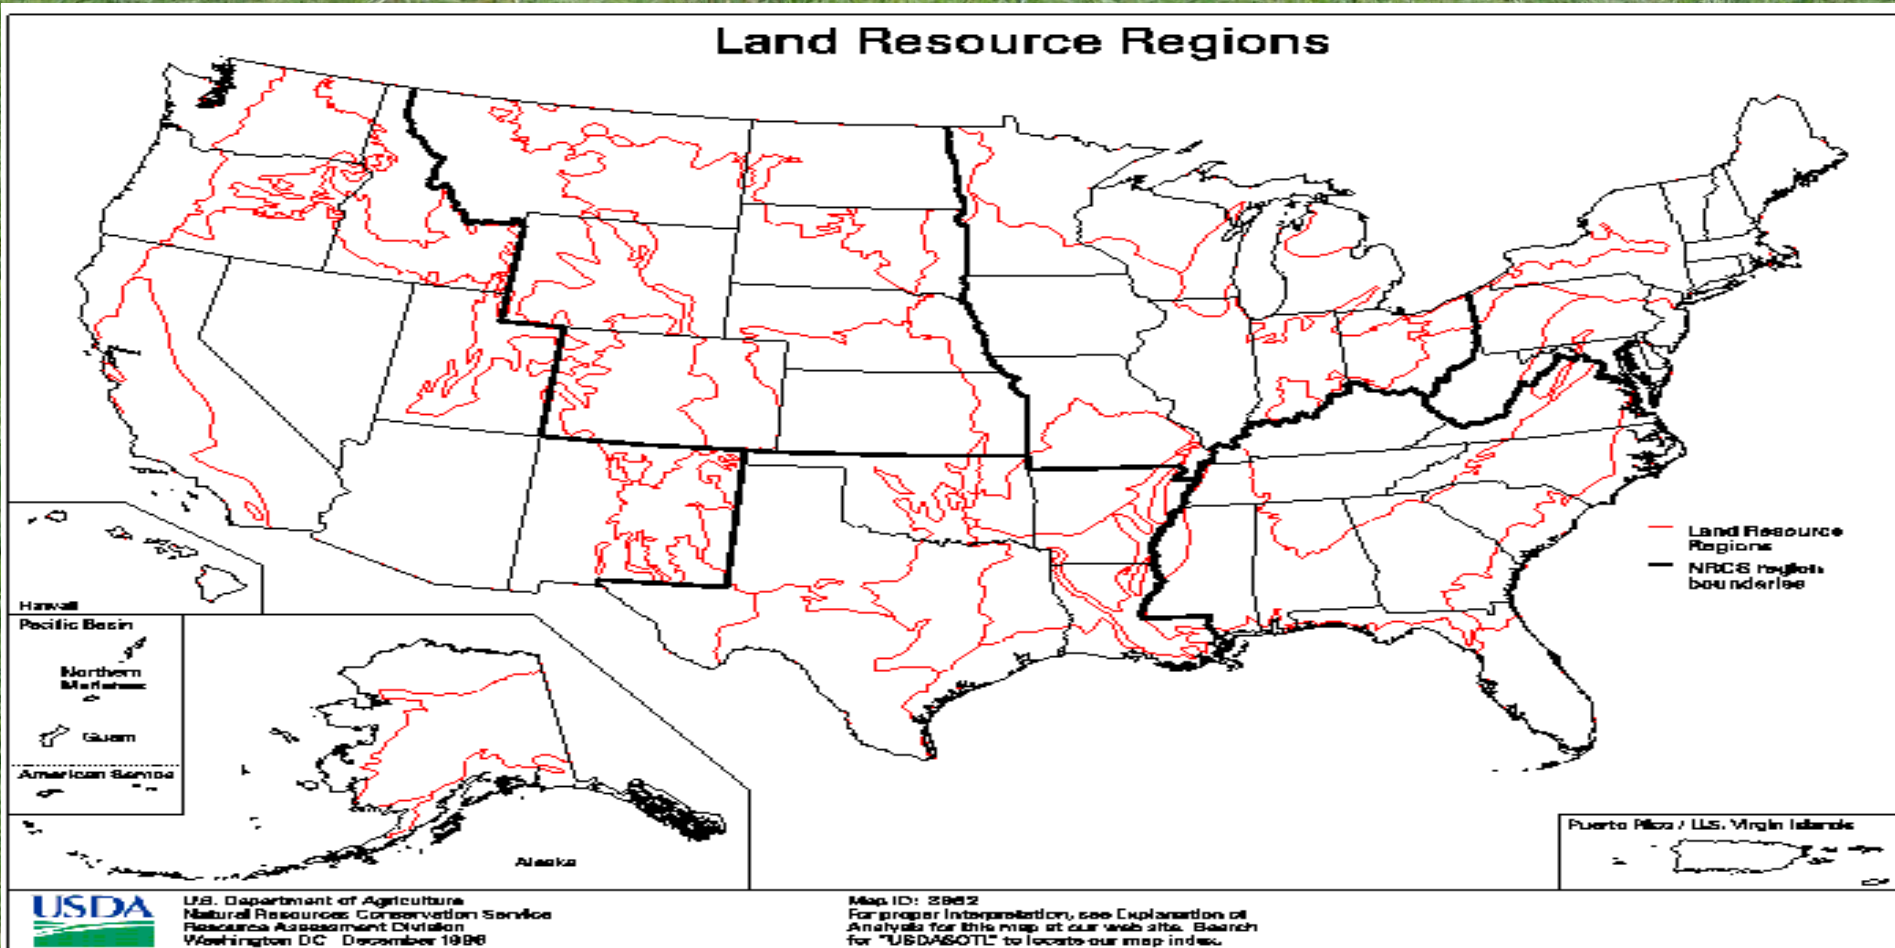 Land Resource Regions
Land Resource
Regions
NRCS region
boundaries
Hawaii
Pacific Basin
Northern
Marianas
Guam
American Samoa
Alaska
Puerto Rico / U.S. Virgin Islands
USDA
U.S. Department of Agriculture
Natural Resources Conservation Service
Resource Assessment Division
Washington DC December 1996
Map ID:
For proper interpretation, see Explanation of
Analysis for this map at our web site. Search
for "USDASOTL" to locate our map index.